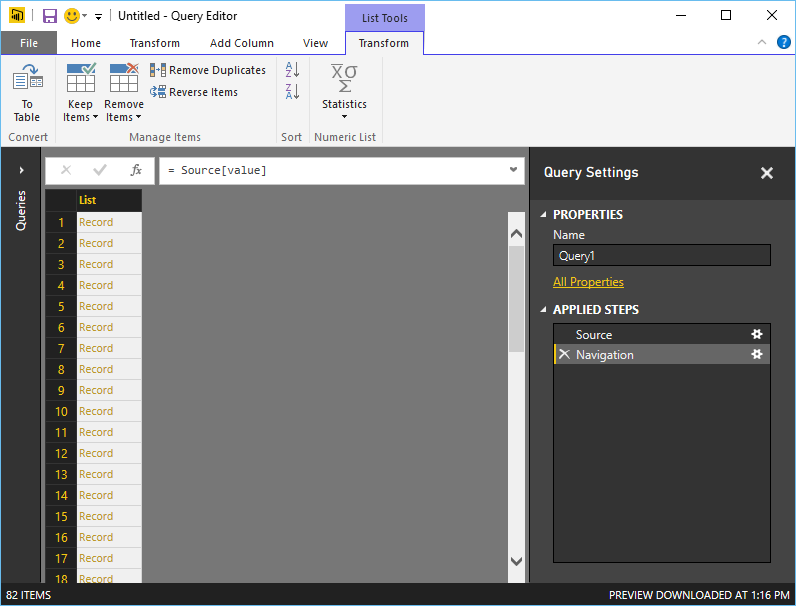 Untitled - Query Editor
List Tools
File Home Transform Add Column View Transform
To Table
Keep Items
Remove Items
Remove Duplicates
Reverse Items
A Z
Z A
Statistics
Convert Manage Items Sort Numeric List
Queries
fx = Source[value]
List
1 Record
2 Record
3 Record
4 Record
5 Record
6 Record
7 Record
8 Record
9 Record
10 Record
11 Record
12 Record
13 Record
14 Record
15 Record
16 Record
17 Record
18 Record
Query Settings
PROPERTIES
Name
Query1
All Properties
APPLIED STEPS
Source
Navigation
82 ITEMS
PREVIEW DOWNLOADED AT 1:16 PM